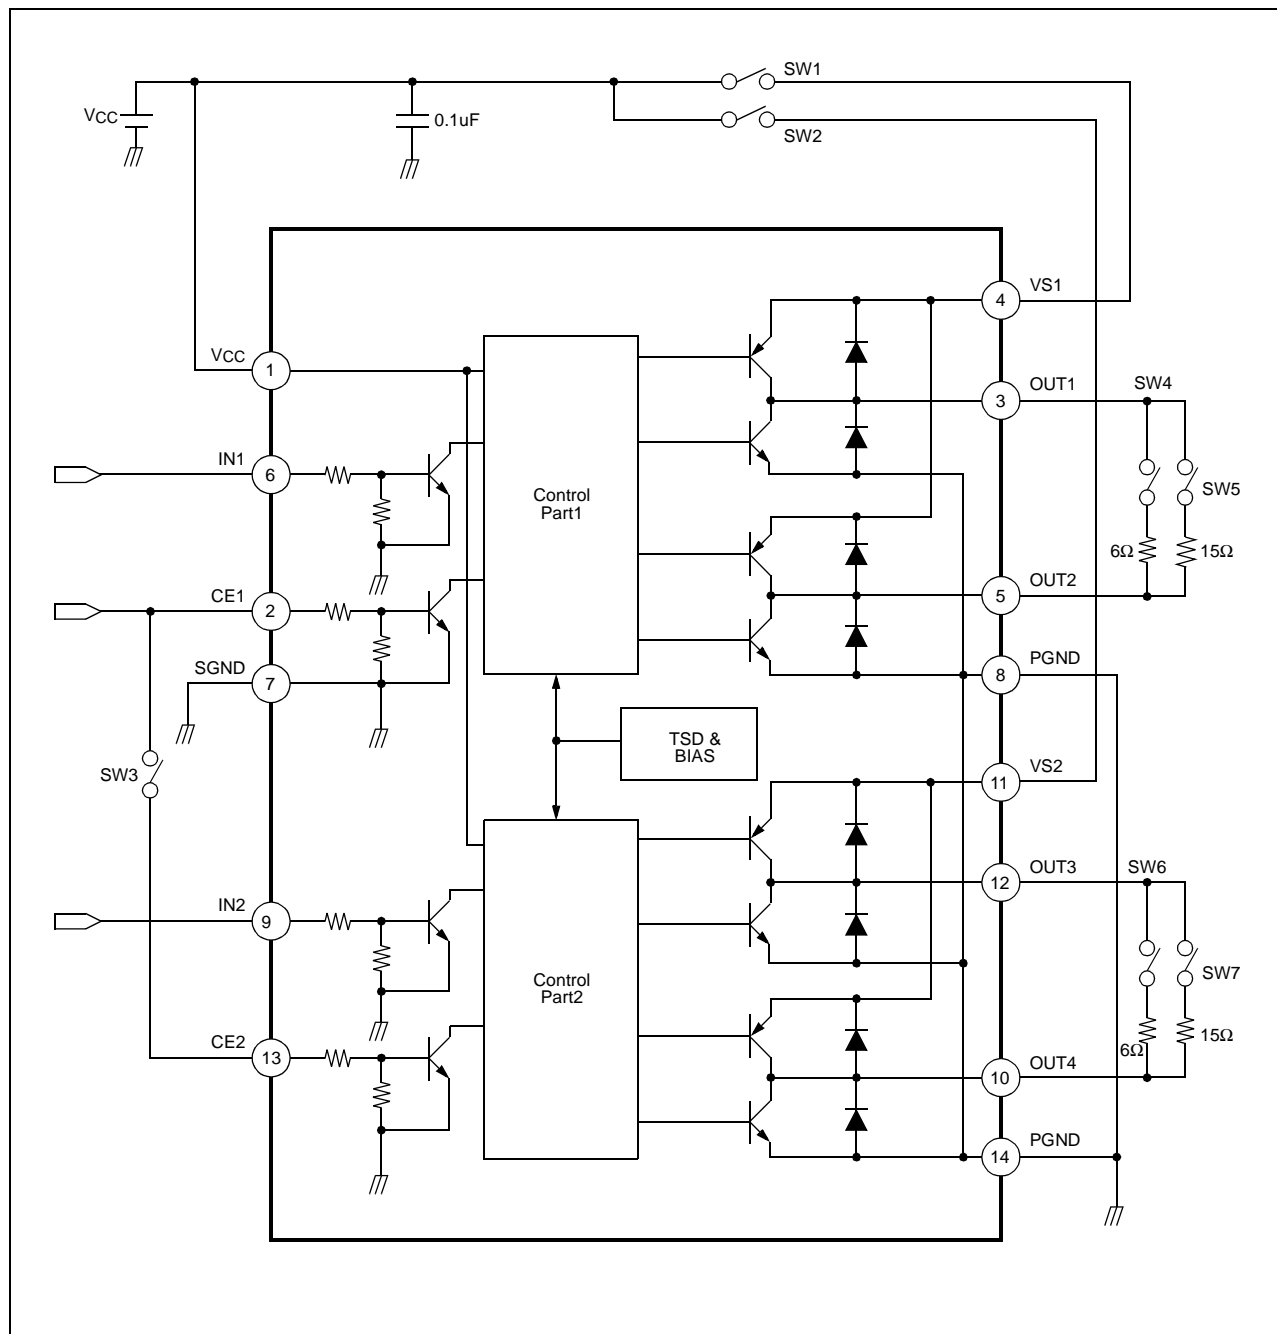 SW1
VCC
0.1uF
SW2
4
VS1
VCC
1
3
OUT1
SW4
IN1
6
Control
Part1
SW5
6Ω
15Ω
CE1
2
5
OUT2
SGND
7
8
PGND
TSD &
BIAS
SW3
11
VS2
12
OUT3
SW6
IN2
9
Control
Part2
SW7
6Ω
15Ω
CE2
13
10
OUT4
14
PGND